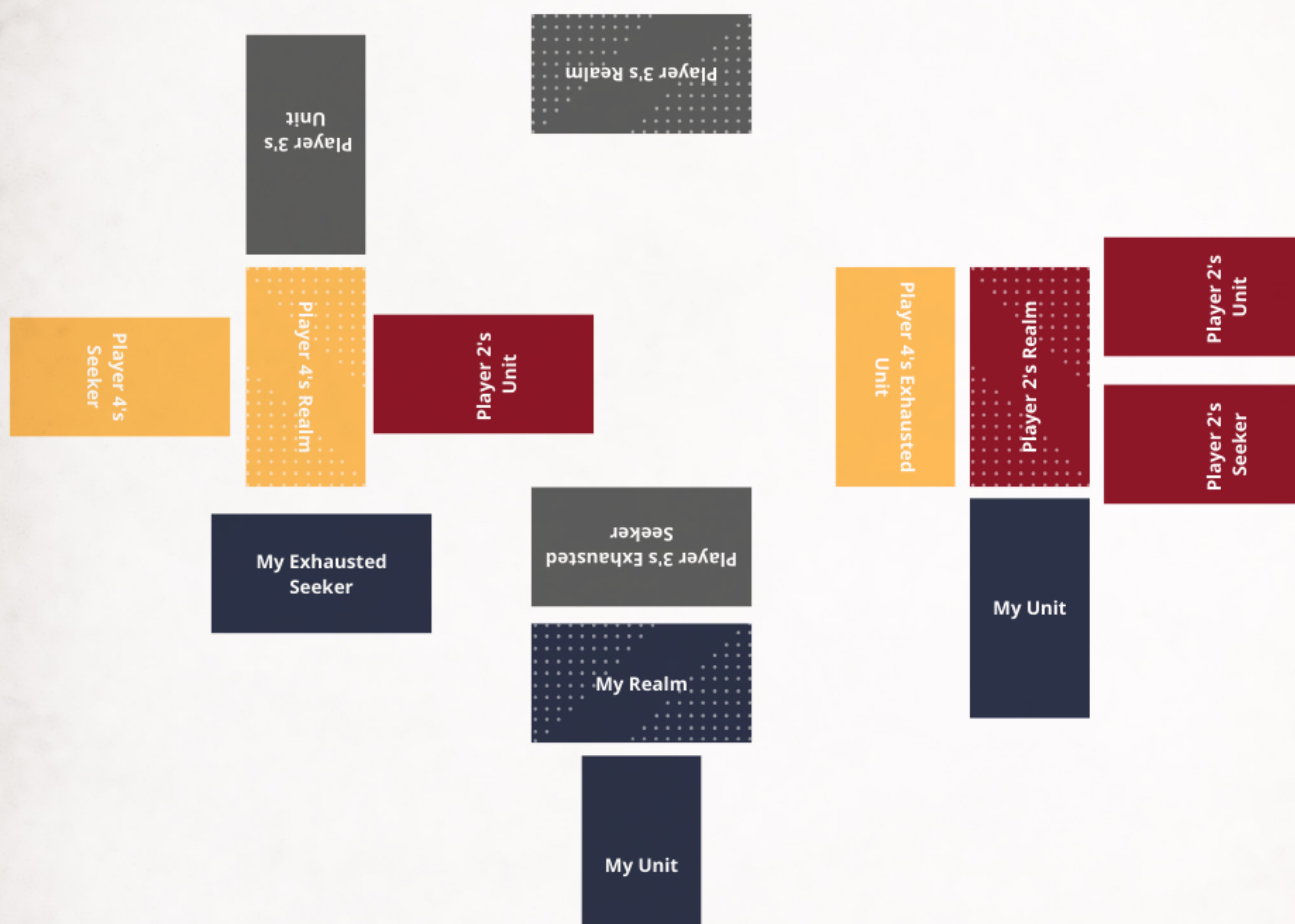 Player 3's Realm
Player 3's
Unit
Player 4's
Seeker
Player 4's Realm
Player 2's
Unit
Player 4's Exhausted
Unit
Player 2's Realm
Player 2's
Unit
Player 2's
Seeker
My Exhausted
Seeker
Player 3's Exhausted
Seeker
My Unit
My Realm
My Unit